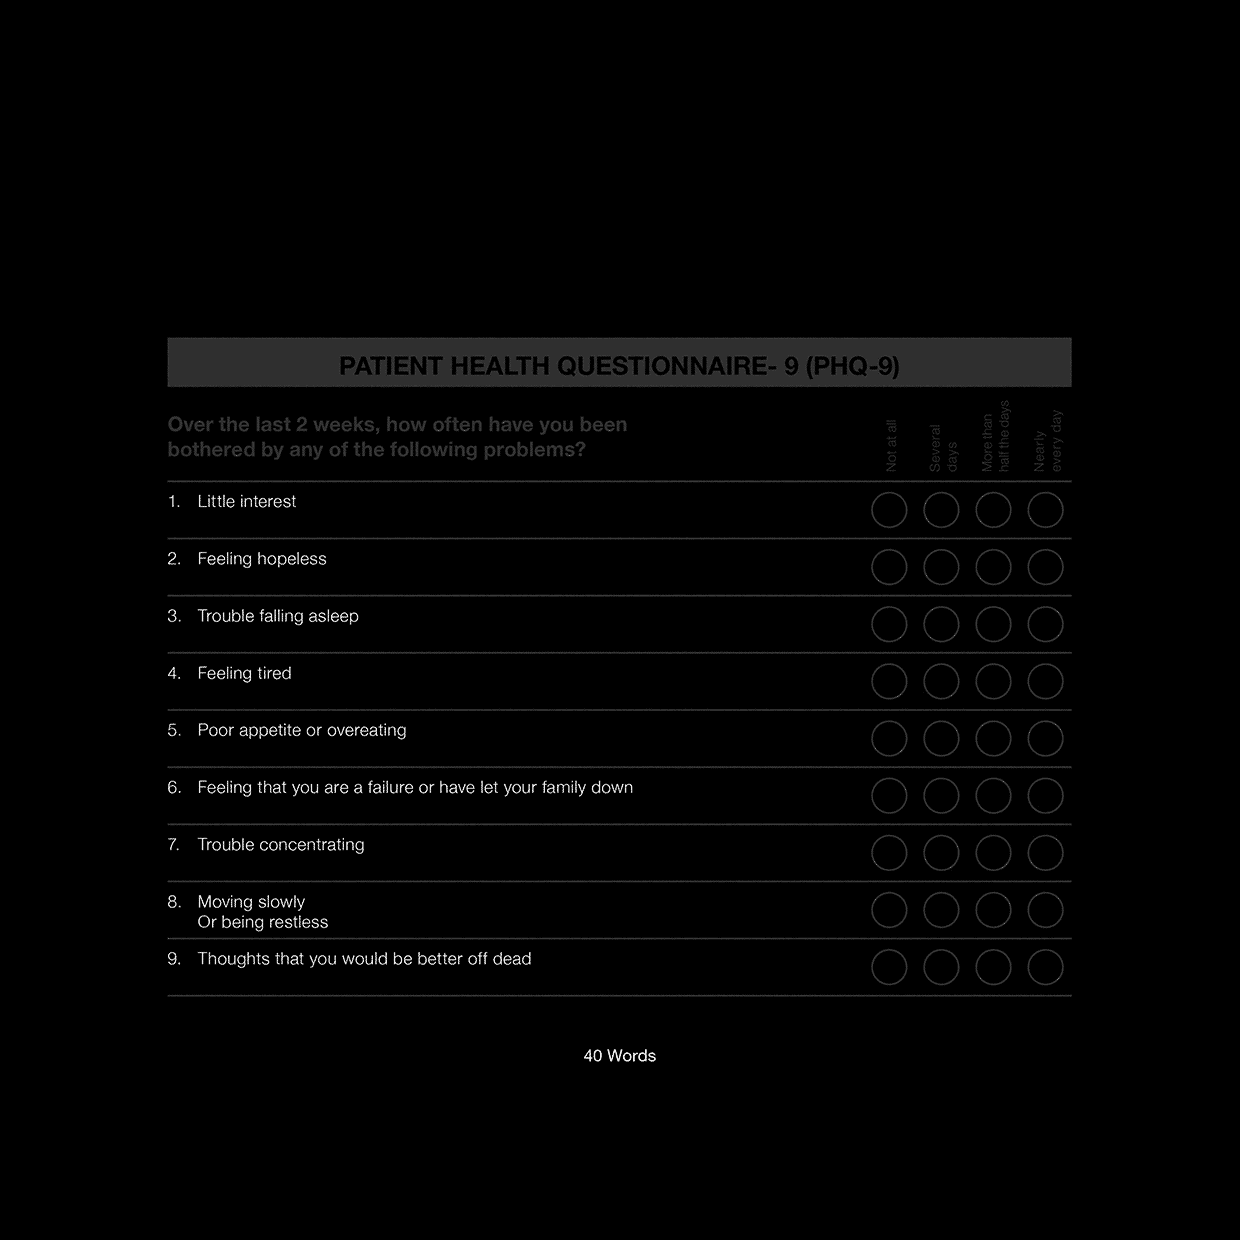 PATIENT HEALTH QUESTIONNAIRE- 9 (PHQ-9)
Over the last 2 weeks, how often have you been
bothered by any of the following problems?
Not at all
Several
days
More than
half the days
Nearly
every day
1. Little interest
2. Feeling hopeless
3. Trouble falling asleep
4. Feeling tired
5. Poor appetite or overeating
6. Feeling that you are a failure or have let your family down
7. Trouble concentrating
8. Moving slowly
Or being restless
9. Thoughts that you would be better off dead
40 Words